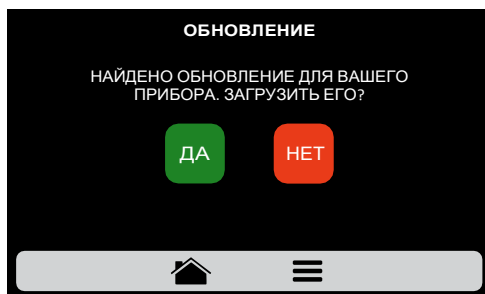 ОБНОВЛЕНИЕ
НАЙДЕНО ОБНОВЛЕНИЕ ДЛЯ ВАШЕГО
ПРИБОРА. ЗАГРУЗИТЬ ЕГО?
ДА
НЕТ